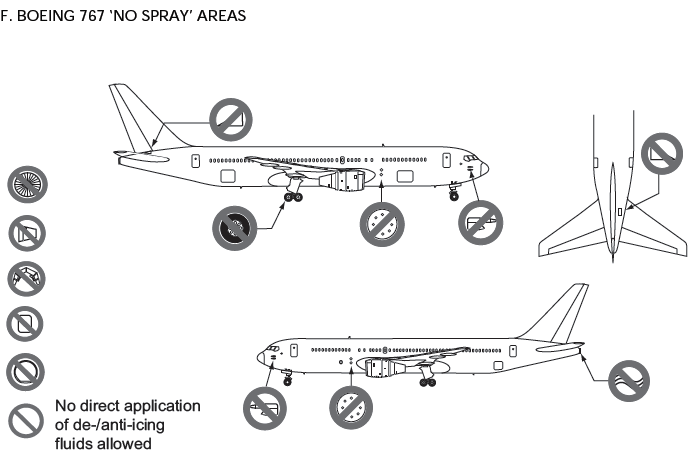 F. BOEING 767 ‘NO SPRAY’ AREAS
No direct application
of de-/anti-icing
fluids allowed